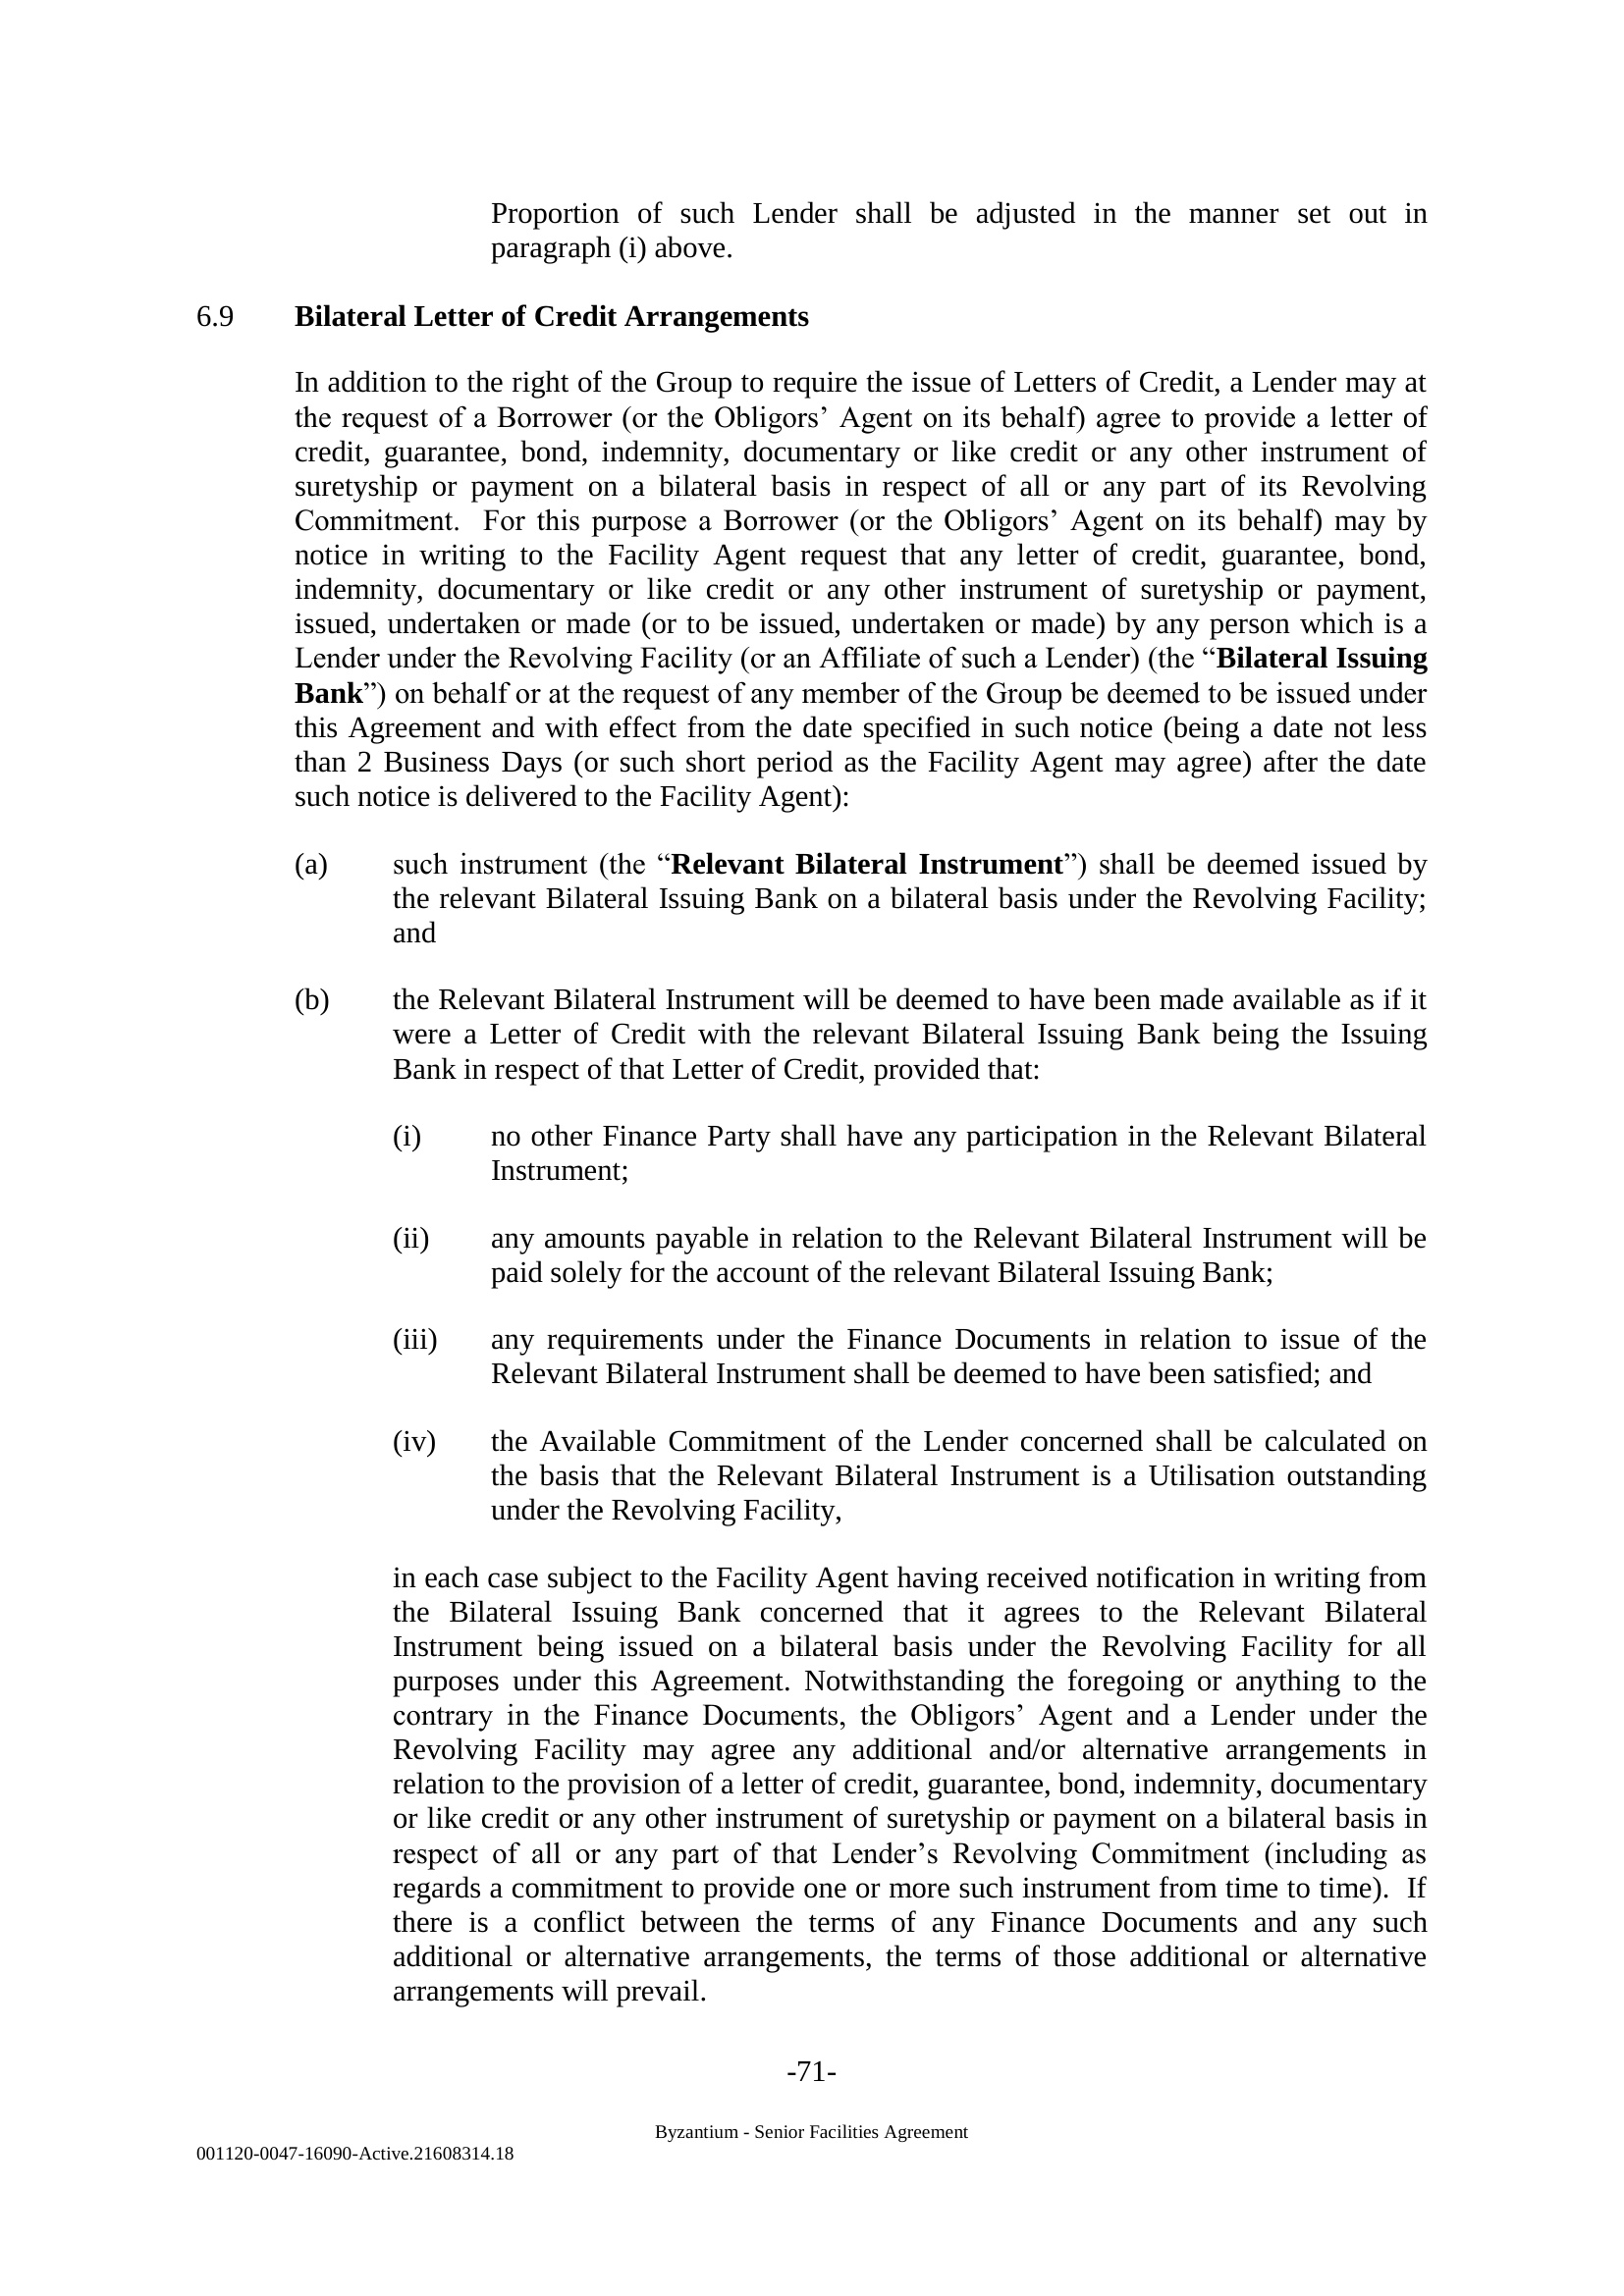 Proportion of such Lender shall be adjusted in the manner set out in
paragraph (i) above.
6.9 Bilateral Letter of Credit Arrangements
In addition to the right of the Group to require the issue of Letters of Credit, a Lender may at
the request of a Borrower (or the Obligors’ Agent on its behalf) agree to provide a letter of
credit, guarantee, bond, indemnity, documentary or like credit or any other instrument of
suretyship or payment on a bilateral basis in respect of all or any part of its Revolving
Commitment. For this purpose a Borrower (or the Obligors’ Agent on its behalf) may by
notice in writing to the Facility Agent request that any letter of credit, guarantee, bond,
indemnity, documentary or like credit or any other instrument of suretyship or payment,
issued, undertaken or made (or to be issued, undertaken or made) by any person which is a
Lender under the Revolving Facility (or an Affiliate of such a Lender) (the “Bilateral Issuing
Bank”) on behalf or at the request of any member of the Group be deemed to be issued under
this Agreement and with effect from the date specified in such notice (being a date not less
than 2 Business Days (or such short period as the Facility Agent may agree) after the date
such notice is delivered to the Facility Agent):
(a) such instrument (the “Relevant Bilateral Instrument”) shall be deemed issued by
the relevant Bilateral Issuing Bank on a bilateral basis under the Revolving Facility;
and
(b) the Relevant Bilateral Instrument will be deemed to have been made available as if it
were a Letter of Credit with the relevant Bilateral Issuing Bank being the Issuing
Bank in respect of that Letter of Credit, provided that:
(i) no other Finance Party shall have any participation in the Relevant Bilateral
Instrument;
(ii) any amounts payable in relation to the Relevant Bilateral Instrument will be
paid solely for the account of the relevant Bilateral Issuing Bank;
(iii) any requirements under the Finance Documents in relation to issue of the
Relevant Bilateral Instrument shall be deemed to have been satisfied; and
(iv) the Available Commitment of the Lender concerned shall be calculated on
the basis that the Relevant Bilateral Instrument is a Utilisation outstanding
under the Revolving Facility,
in each case subject to the Facility Agent having received notification in writing from
the Bilateral Issuing Bank concerned that it agrees to the Relevant Bilateral
Instrument being issued on a bilateral basis under the Revolving Facility for all
purposes under this Agreement. Notwithstanding the foregoing or anything to the
contrary in the Finance Documents, the Obligors’ Agent and a Lender under the
Revolving Facility may agree any additional and/or alternative arrangements in
relation to the provision of a letter of credit, guarantee, bond, indemnity, documentary
or like credit or any other instrument of suretyship or payment on a bilateral basis in
respect of all or any part of that Lender’s Revolving Commitment (including as
regards a commitment to provide one or more such instrument from time to time). If
there is a conflict between the terms of any Finance Documents and any such
additional or alternative arrangements, the terms of those additional or alternative
arrangements will prevail.
-71-
Byzantium - Senior Facilities Agreement
001120-0047-16090-Active.21608314.18